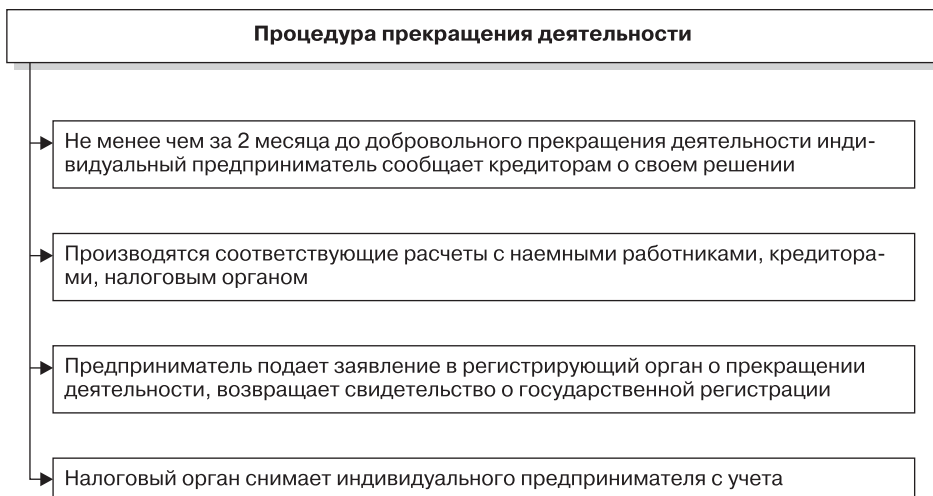 Процедура прекращения деятельности
Не менее чем за 2 месяца до добровольного прекращения деятельности инди-
видуальный предприниматель сообщает кредиторам о своем решении
Производятся соответствующие расчеты с наемными работниками, кредитора-
ми, налоговым органом
Предприниматель подает заявление в регистрирующий орган о прекращении
деятельности, возвращает свидетельство о государственной регистрации
Налоговый орган снимает индивидуального предпринимателя с учета